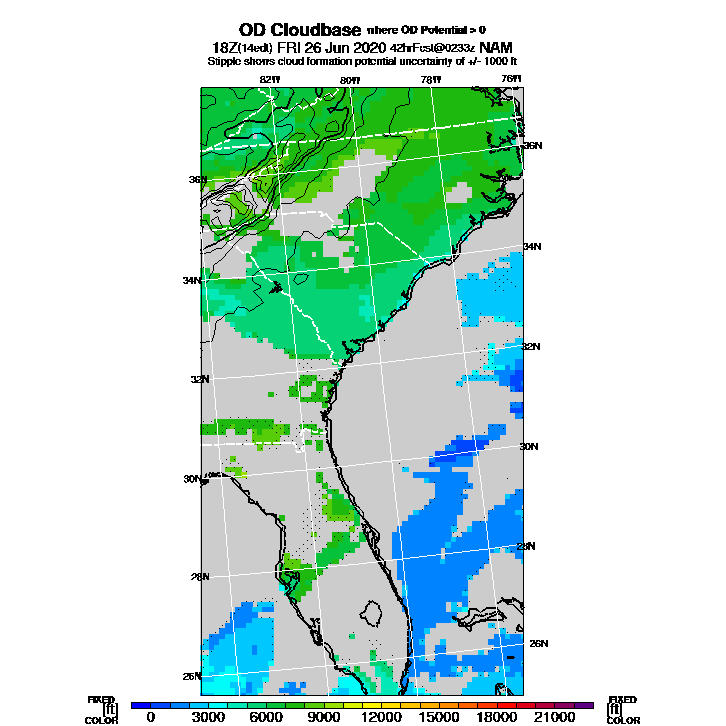 OD Cloudbase where OD Potential > 0
18Z(14edt) FRI 26 Jun 2020 42hrFcst@0233z NAM
Stipple shows cloud formation potential uncertainty of +/- 1000 ft
82W 80W 78W 76W
36N 36N
34N 34N
32N 32N
30N 30N
28N 28N
26N 26N
FIXED FIXED
[ft] 0 3000 6000 9000 12000 15000 18000 21000 [ft]
COLOR COLOR